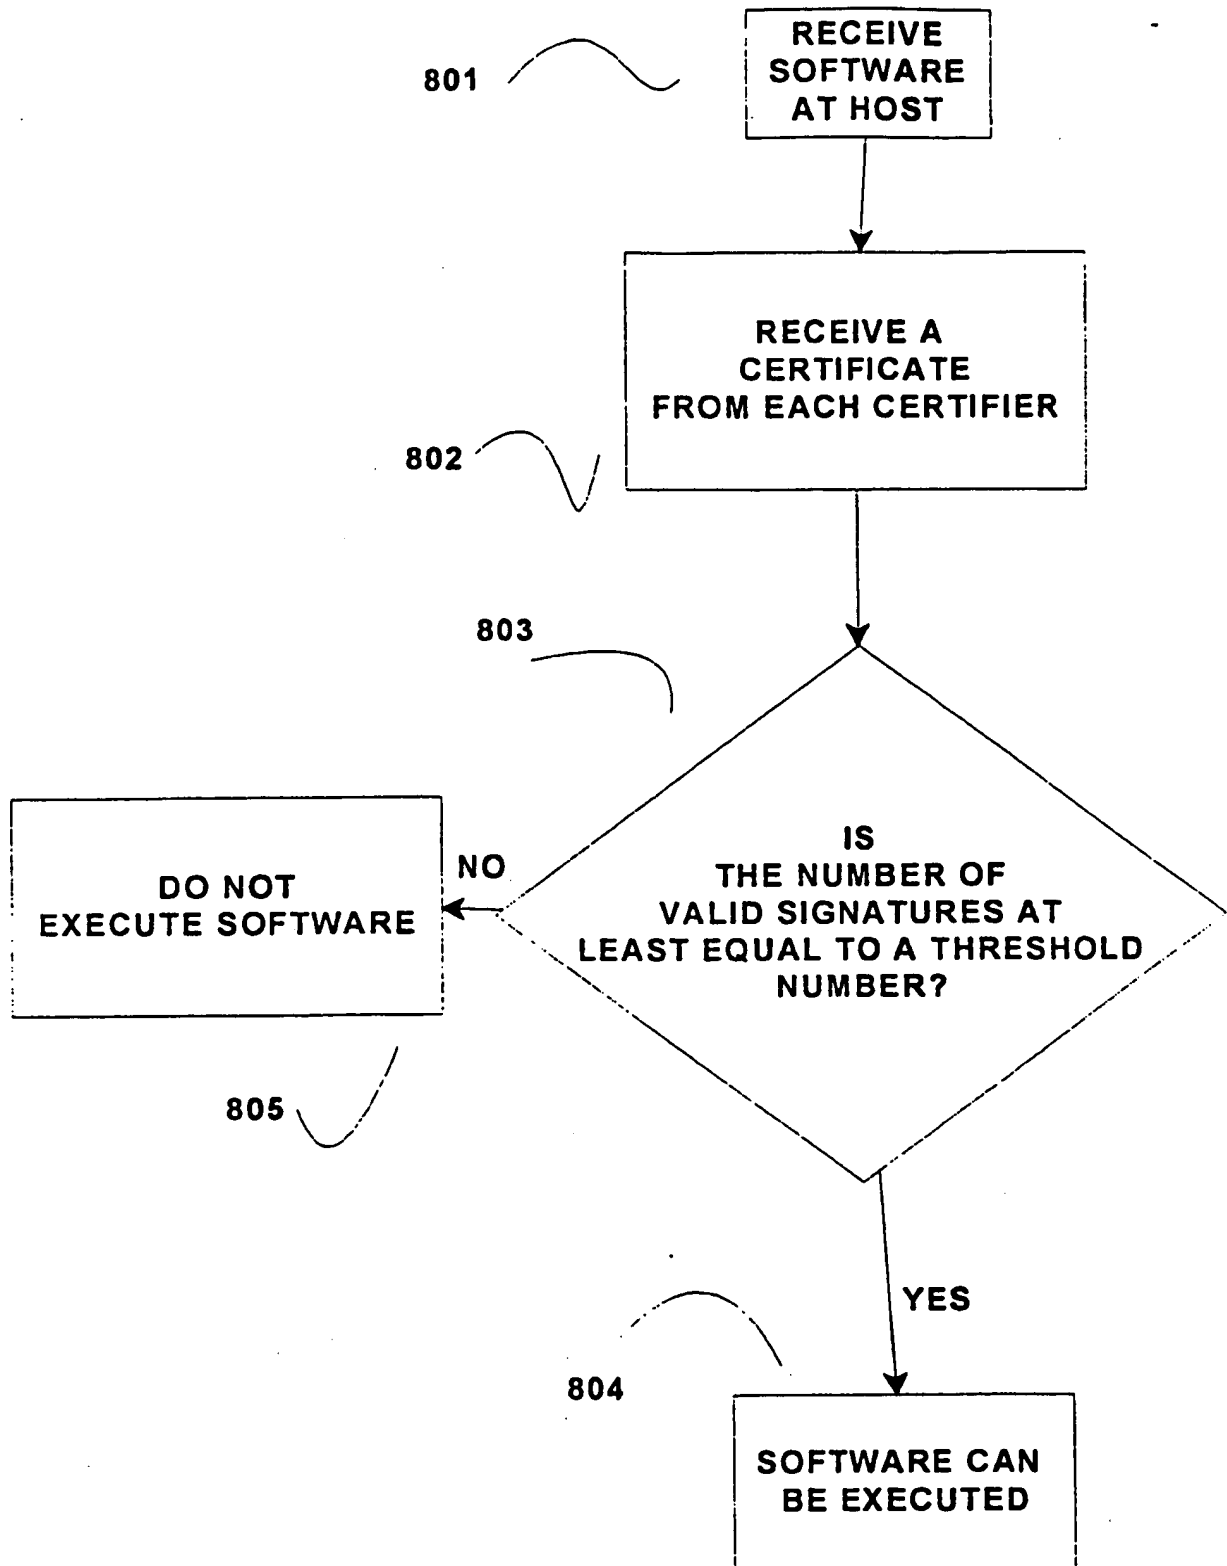 RECEIVE
SOFTWARE
AT HOST
801
RECEIVE A
CERTIFICATE
FROM EACH CERTIFIER
802
803
IS
THE NUMBER OF
VALID SIGNATURES AT
LEAST EQUAL TO A THRESHOLD
NUMBER?
NO
DO NOT
EXECUTE SOFTWARE
805
YES
804
SOFTWARE CAN
BE EXECUTED